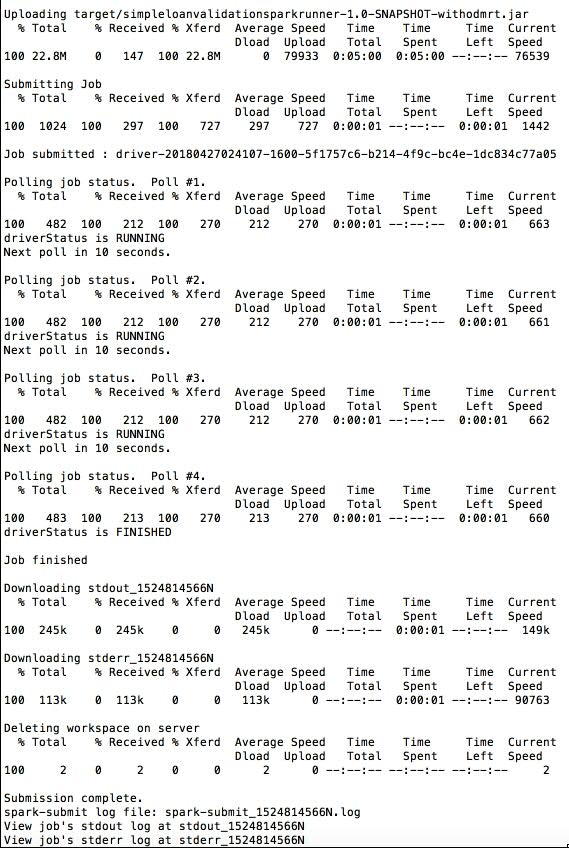 Uploading target/simpleloanvalidationsparkrunner-1.0-SNAPSHOT-withodmrt.jar
  % Total    % Received % Xferd  Average Speed   Time    Time     Time  Current
                                 Dload  Upload   Total   Spent    Left  Speed
100 22.8M    0   147  100 22.8M      0  79933  0:05:00  0:05:00 --:--:-- 76539

Submitting Job
  % Total    % Received % Xferd  Average Speed   Time    Time     Time  Current
                                 Dload  Upload   Total   Spent    Left  Speed
100  1024  100   297  100   727    297    727  0:00:01 --:--:--  0:00:01  1442

Job submitted : driver-20180427024107-1600-5f1757c6-b214-4f9c-bc4e-1dc834c77a05

Polling job status.  Poll #1.
  % Total    % Received % Xferd  Average Speed   Time    Time     Time  Current
                                 Dload  Upload   Total   Spent    Left  Speed
100   482  100   212  100   270    212    270  0:00:01 --:--:--  0:00:01   663
driverStatus is RUNNING
Next poll in 10 seconds.

Polling job status.  Poll #2.
  % Total    % Received % Xferd  Average Speed   Time    Time     Time  Current
                                 Dload  Upload   Total   Spent    Left  Speed
100   482  100   212  100   270    212    270  0:00:01 --:--:--  0:00:01   661
driverStatus is RUNNING
Next poll in 10 seconds.

Polling job status.  Poll #3.
  % Total    % Received % Xferd  Average Speed   Time    Time     Time  Current
                                 Dload  Upload   Total   Spent    Left  Speed
100   482  100   212  100   270    212    270  0:00:01 --:--:--  0:00:01   662
driverStatus is RUNNING
Next poll in 10 seconds.

Polling job status.  Poll #4.
  % Total    % Received % Xferd  Average Speed   Time    Time     Time  Current
                                 Dload  Upload   Total   Spent    Left  Speed
100   483  100   213  100   270    213    270  0:00:01 --:--:--  0:00:01   660
driverStatus is FINISHED

Job finished

Downloading stdout_1524814566N
  % Total    % Received % Xferd  Average Speed   Time    Time     Time  Current
                                 Dload  Upload   Total   Spent    Left  Speed
100  245k    0  245k    0     0   245k      0 --:--:--  0:00:01 --:--:--  149k

Downloading stderr_1524814566N
  % Total    % Received % Xferd  Average Speed   Time    Time     Time  Current
                                 Dload  Upload   Total   Spent    Left  Speed
100  113k    0  113k    0     0   113k      0 --:--:--  0:00:01 --:--:-- 90763

Deleting workspace on server
  % Total    % Received % Xferd  Average Speed   Time    Time     Time  Current
                                 Dload  Upload   Total   Spent    Left  Speed
100     2    0     2    0     0      2      0 --:--:-- --:--:-- --:--:--     2

Submission complete.
spark-submit log file: spark-submit_1524814566N.log
View job's stdout log at stdout_1524814566N
View job's stderr log at stderr_1524814566N